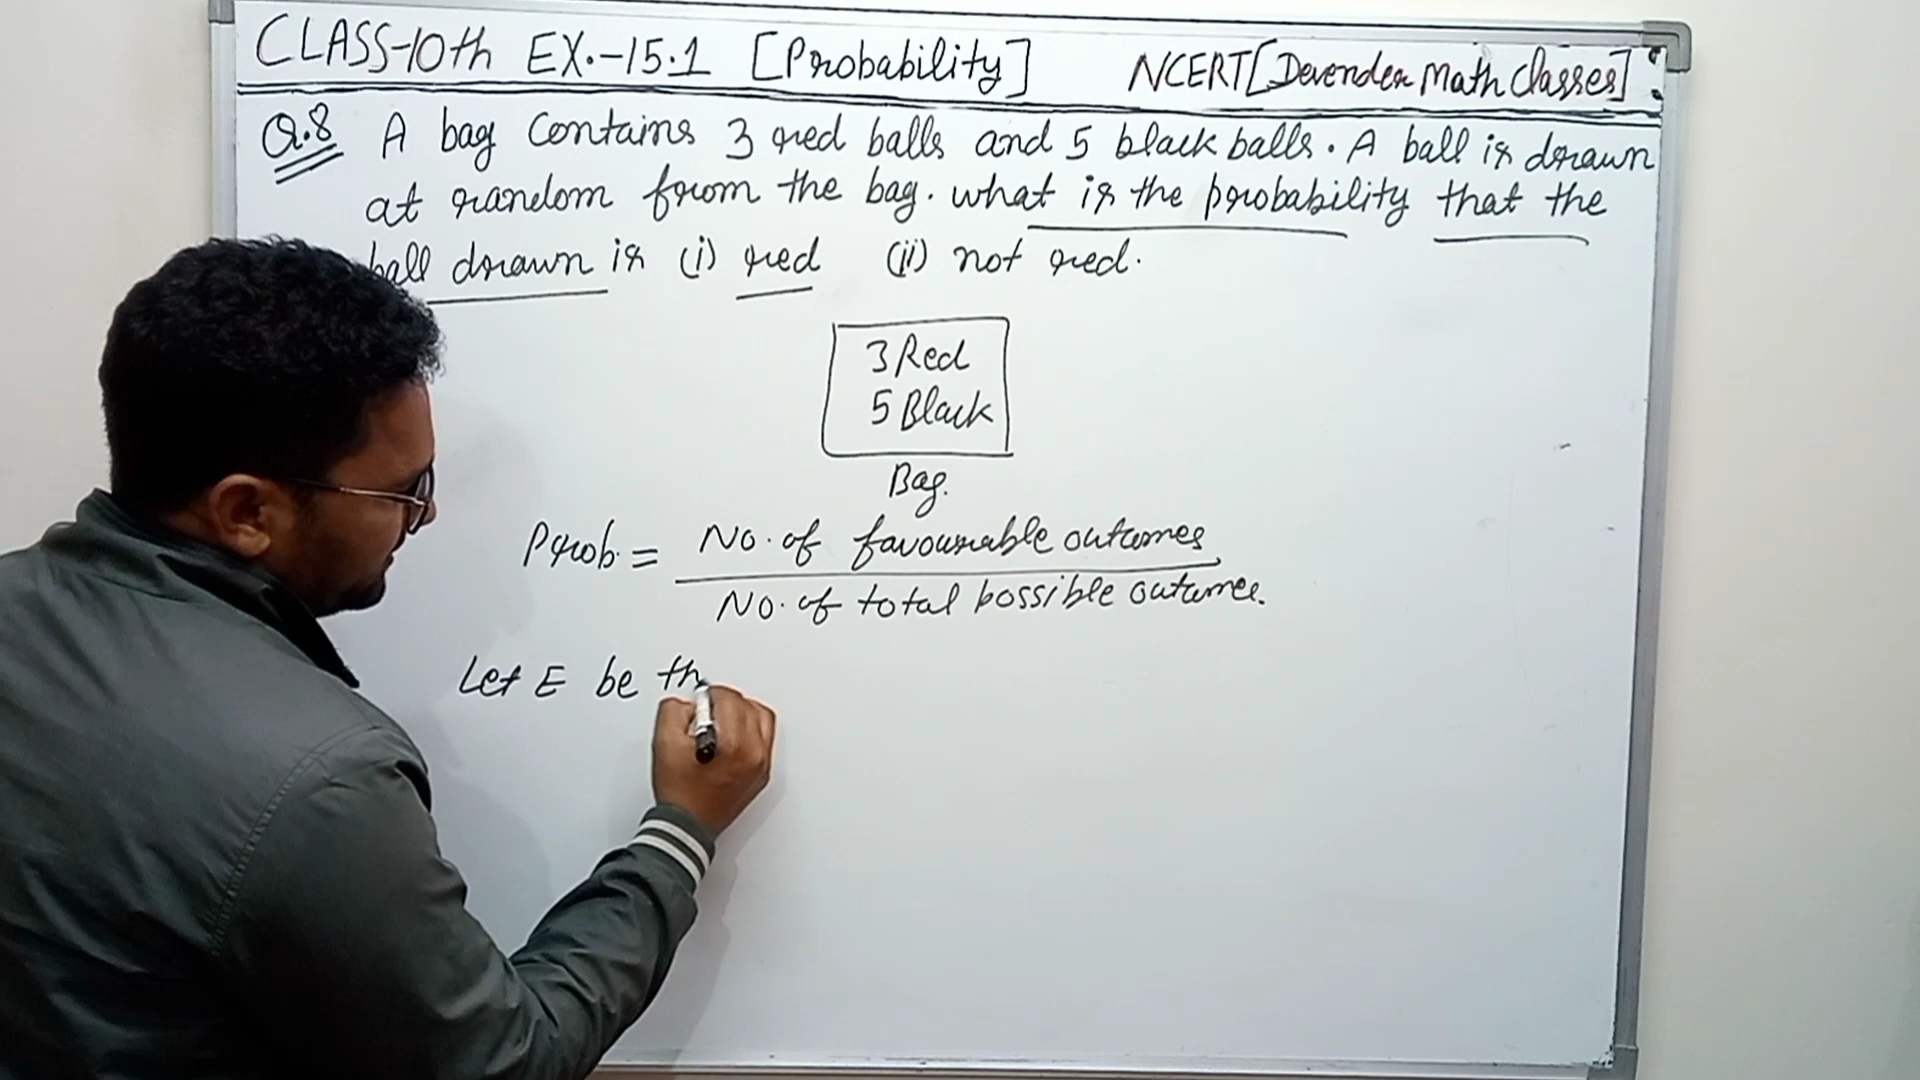 CLASS-10th EX.-15.1 [Probability] NCERT [Devender Math Classes]
Q.8 A bag contains 3 red balls and 5 black balls. A ball is drawn
at random from the bag. what is the probability that the
ball drawn is (i) red (ii) not red.
3 Red
5 Black
Bag.
Prob. = No. of favourable outcomes
No. of total possible outcomes.
Let E be th